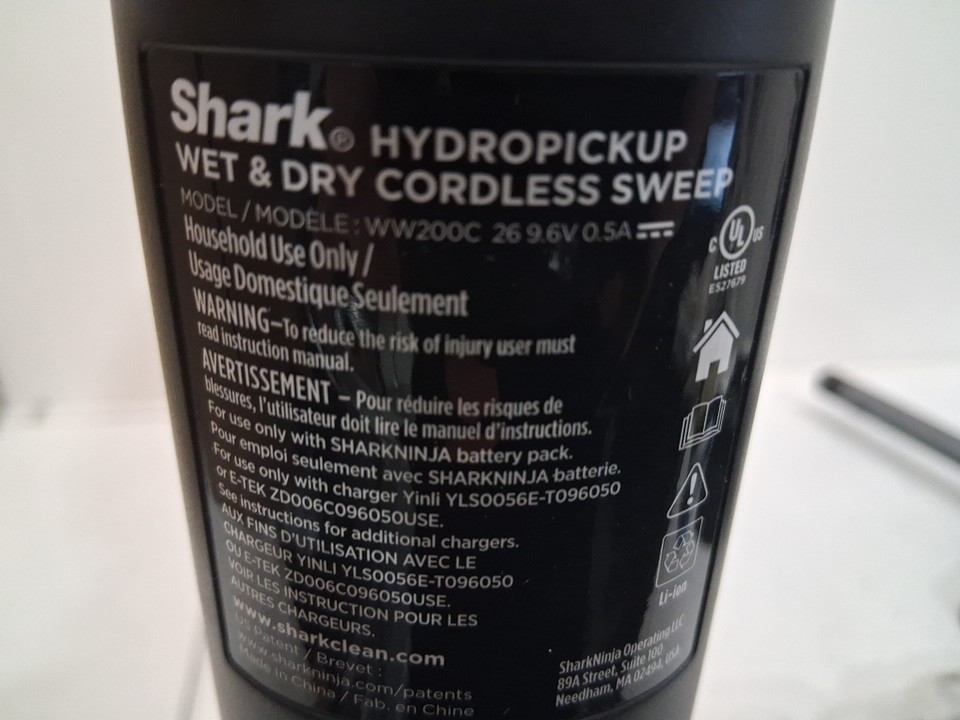 Shark® HYDROPICKUP
WET & DRY CORDLESS SWEEP
MODEL / MODÈLE : WW200C 26 9.6V 0.5A
Household Use Only /
Usage Domestique Seulement
WARNING–To reduce the risk of injury user must
read instruction manual.
AVERTISSEMENT – Pour réduire les risques de
blessures, l'utilisateur doit lire le manuel d'instructions.
For use only with SHARKNINJA battery pack.
Pour emploi seulement avec SHARKNINJA batterie.
For use only with charger Yinli YLS0056E-T096050
or E-TEK ZD006C096050USE.
See instructions for additional chargers.
AUX FINS D'UTILISATION AVEC LE
CHARGEUR YINLI YLS0056E-T096050
OU E-TEK ZD006C096050USE.
VOIR LES INSTRUCTION POUR LES
AUTRES CHARGEURS.
www.sharkclean.com
US Patent / Brevet :
www.sharkninja.com/patents
Made in China / Fab. en Chine
C UL US
LISTED
E527679
Li-ion
SharkNinja Operating LLC
89A Street, Suite 100
Needham, MA 02494, USA